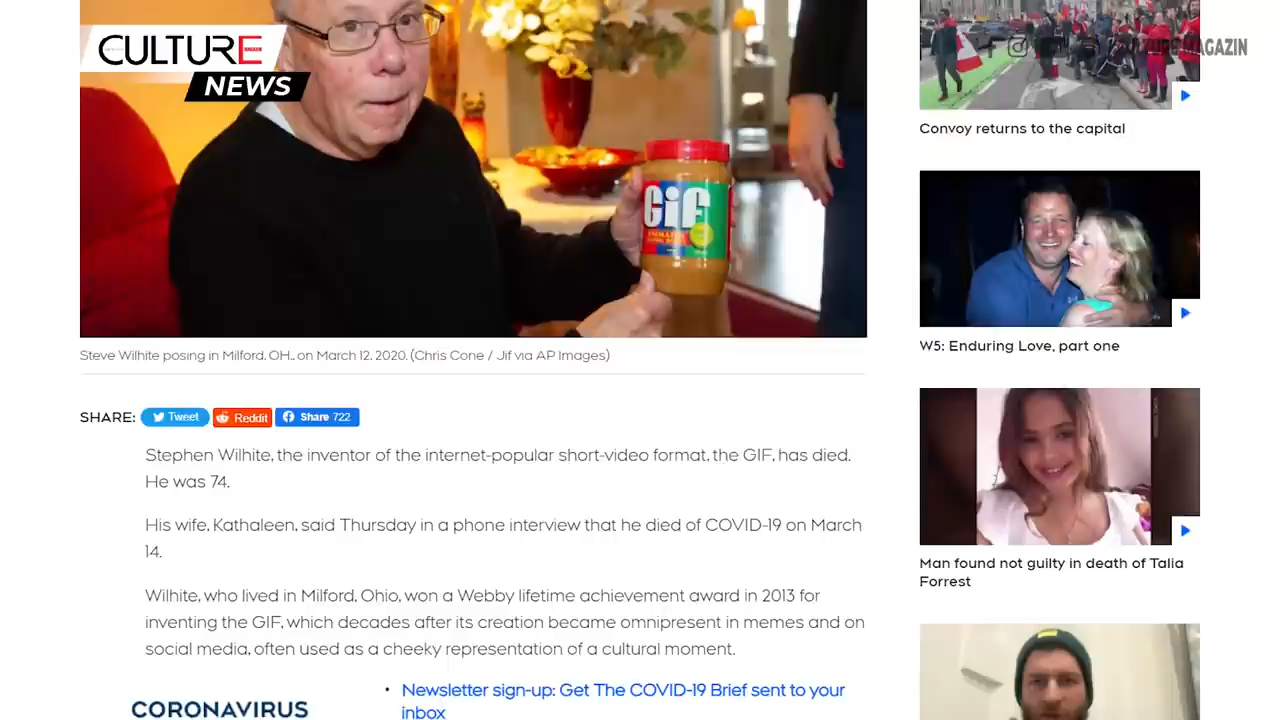 CULTURE
NEWS
Gif
MAGAZIN
Convoy returns to the capital
W5: Enduring Love, part one
Steve Wilhite posing in Milford, OH., on March 12, 2020. (Chris Cone / Jif via AP Images)
SHARE:
Tweet
Reddit
Share 722
Stephen Wilhite, the inventor of the internet-popular short-video format, the GIF, has died.
He was 74.
His wife, Kathaleen, said Thursday in a phone interview that he died of COVID-19 on March
14.
Wilhite, who lived in Milford, Ohio, won a Webby lifetime achievement award in 2013 for
inventing the GIF, which decades after its creation became omnipresent in memes and on
social media, often used as a cheeky representation of a cultural moment.
Man found not guilty in death of Talia
Forrest
CORONAVIRUS
• Newsletter sign-up: Get The COVID-19 Brief sent to your
inbox